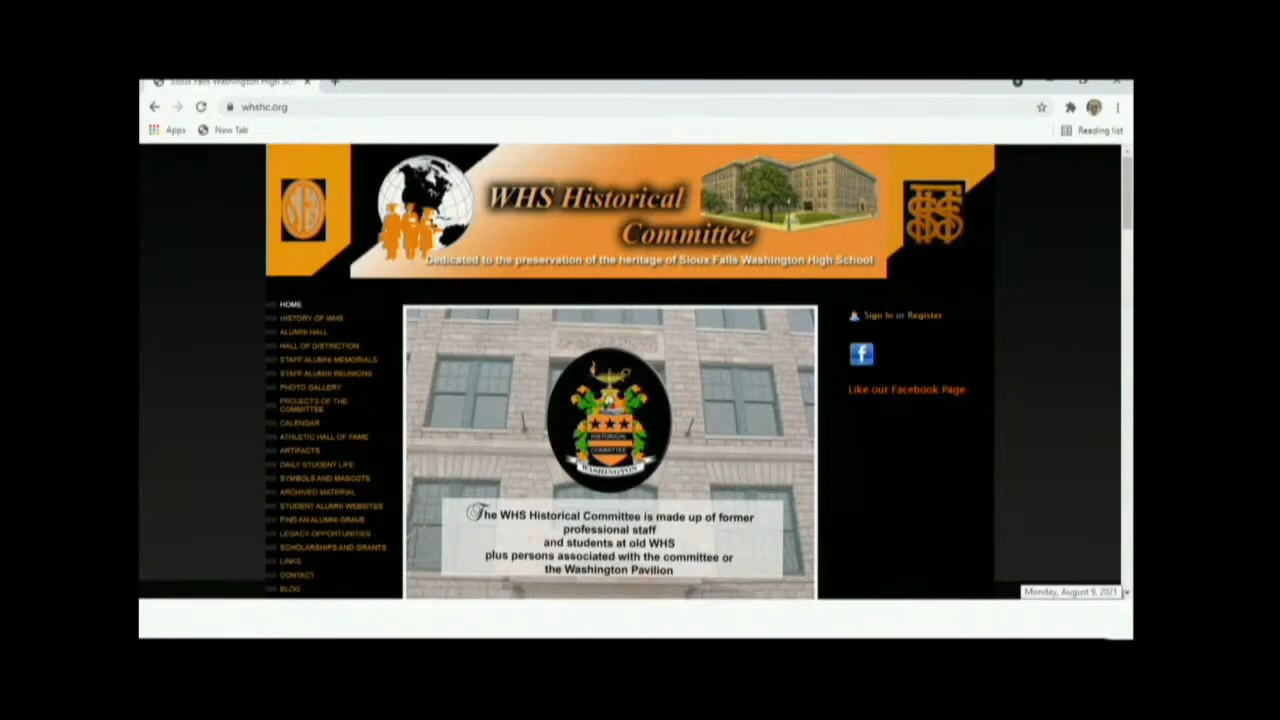 Sioux Falls Washington High Sc
whshc.org
Apps
New Tab
Reading list
WHS Historical
Committee
Dedicated to the preservation of the heritage of Sioux Falls Washington High School
HOME
HISTORY OF WHS
ALUMNI HALL
HALL OF DISTINCTION
STAFF ALUMNI MEMORIALS
STAFF ALUMNI REUNIONS
PHOTO GALLERY
PROJECTS OF THE
COMMITTEE
CALENDAR
ATHLETIC HALL OF FAME
ARTIFACTS
DAILY STUDENT LIFE
SYMBOLS AND MASCOTS
ARCHIVED MATERIAL
STUDENT ALUMNI WEBSITES
FIND AN ALUMNI GRAVE
LEGACY OPPORTUNITIES
SCHOLARSHIPS AND GRANTS
LINKS
CONTACT
BLOG
HISTORICAL
COMMITTEE
WASHINGTON
The WHS Historical Committee is made up of former
professional staff
and students at old WHS
plus persons associated with the committee or
the Washington Pavilion
Sign In or Register
f
Like our Facebook Page
Monday, August 9, 2021